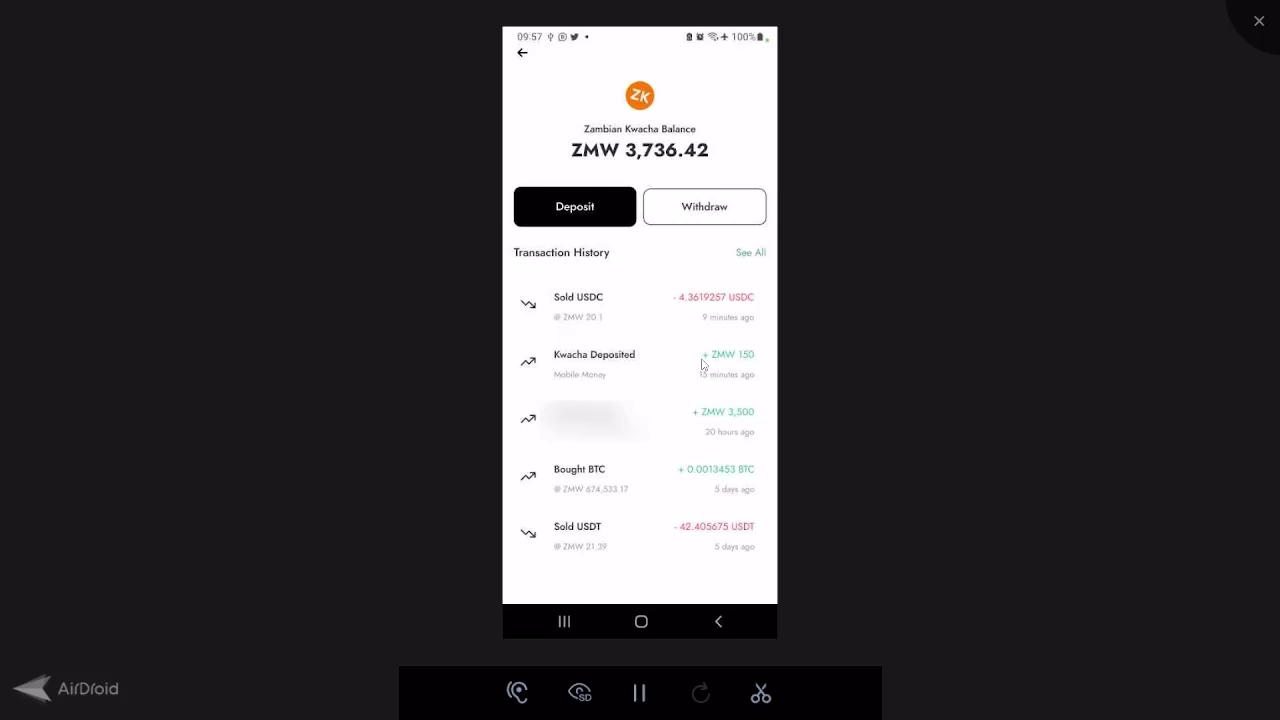 09:57 100%
ZK
Zambian Kwacha Balance
ZMW 3,736.42
Deposit Withdraw
Transaction History See All
Sold USDC - 4.3619257 USDC
@ ZMW 20.1 9 minutes ago
Kwacha Deposited + ZMW 150
Mobile Money 15 minutes ago
+ ZMW 3,500
20 hours ago
Bought BTC + 0.0013453 BTC
@ ZMW 674,533.17 5 days ago
Sold USDT - 42.405675 USDT
@ ZMW 21.39 5 days ago
AirDroid
SD